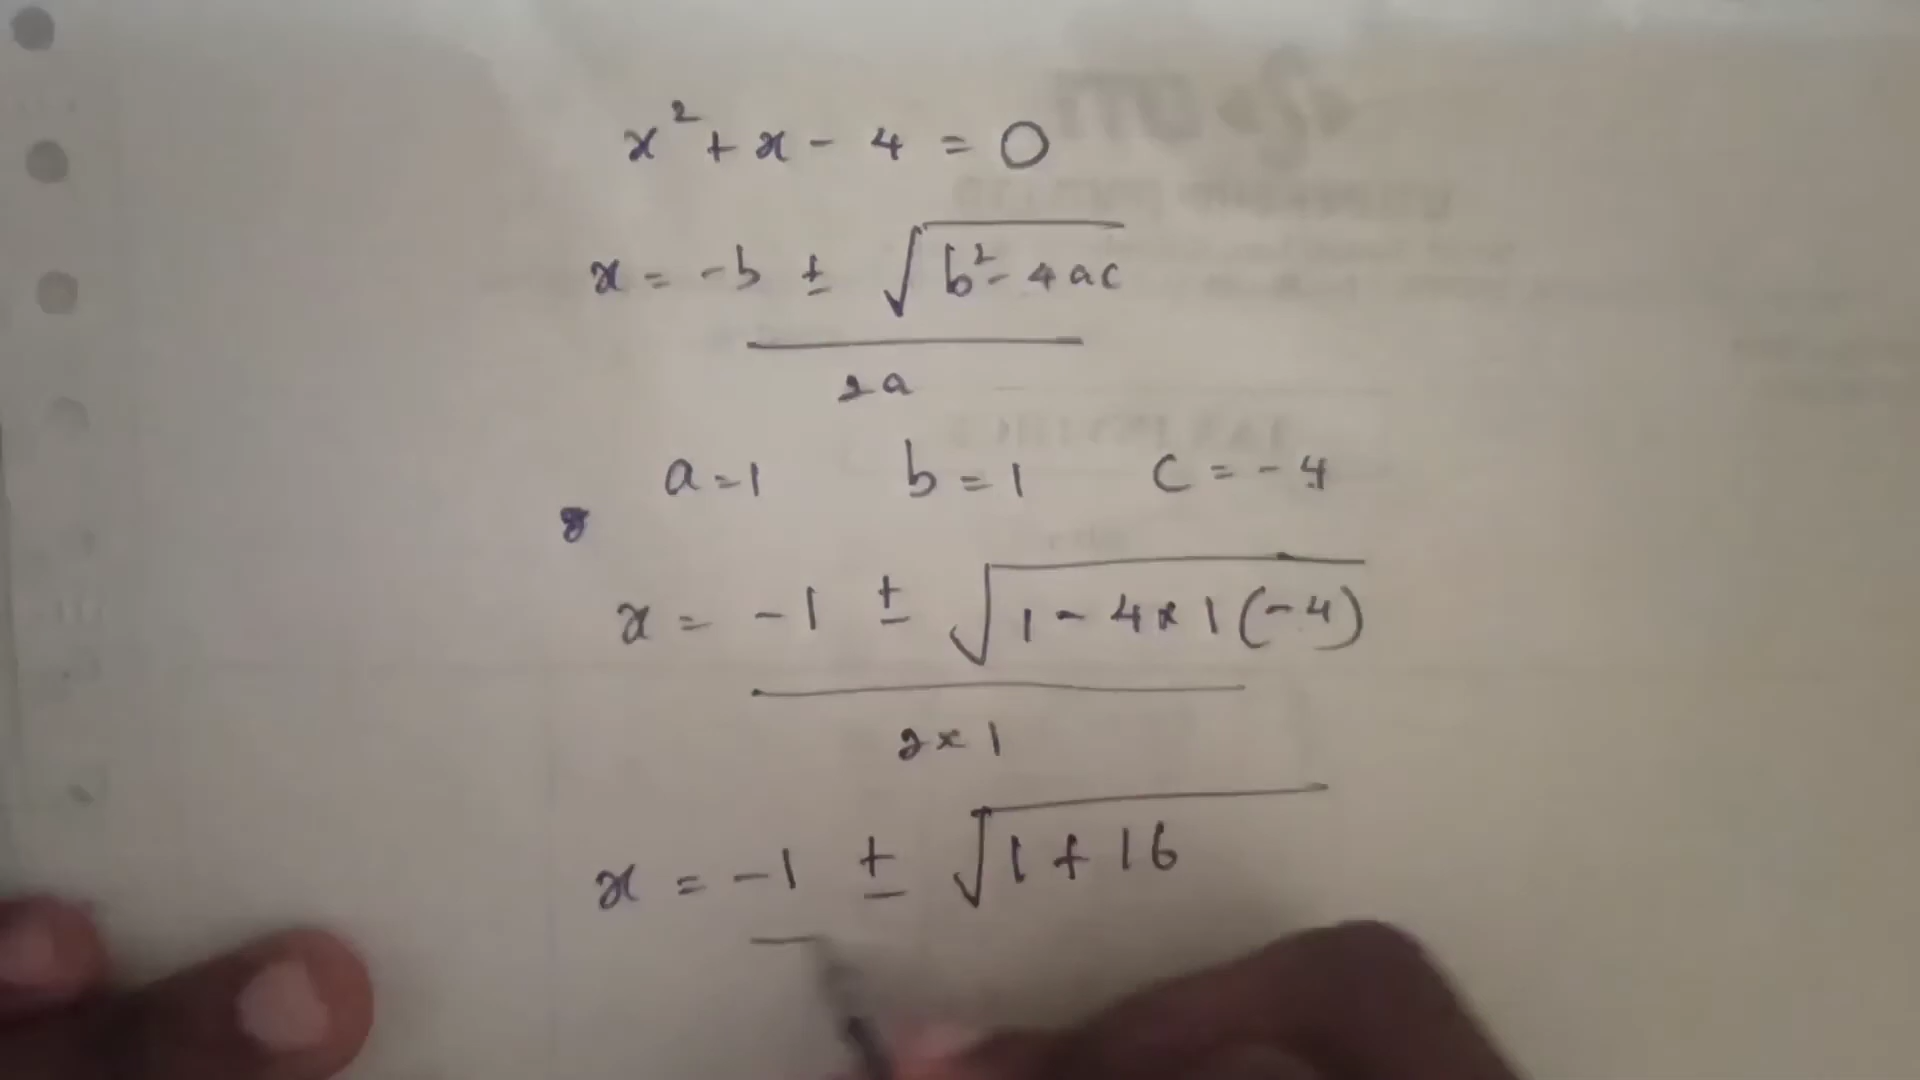 x² + x - 4 = 0
x = -b ± √b² - 4ac
2a
a = 1 b = 1 c = -4
x = -1 ± √1 - 4 × 1 (-4)
2 × 1
x = -1 ± √1 + 16